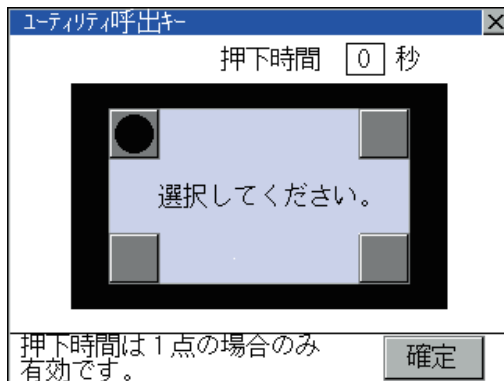 ユーティリティ呼出キー
押下時間 0 秒
選択してください。
押下時間は1点の場合のみ
有効です。
確定